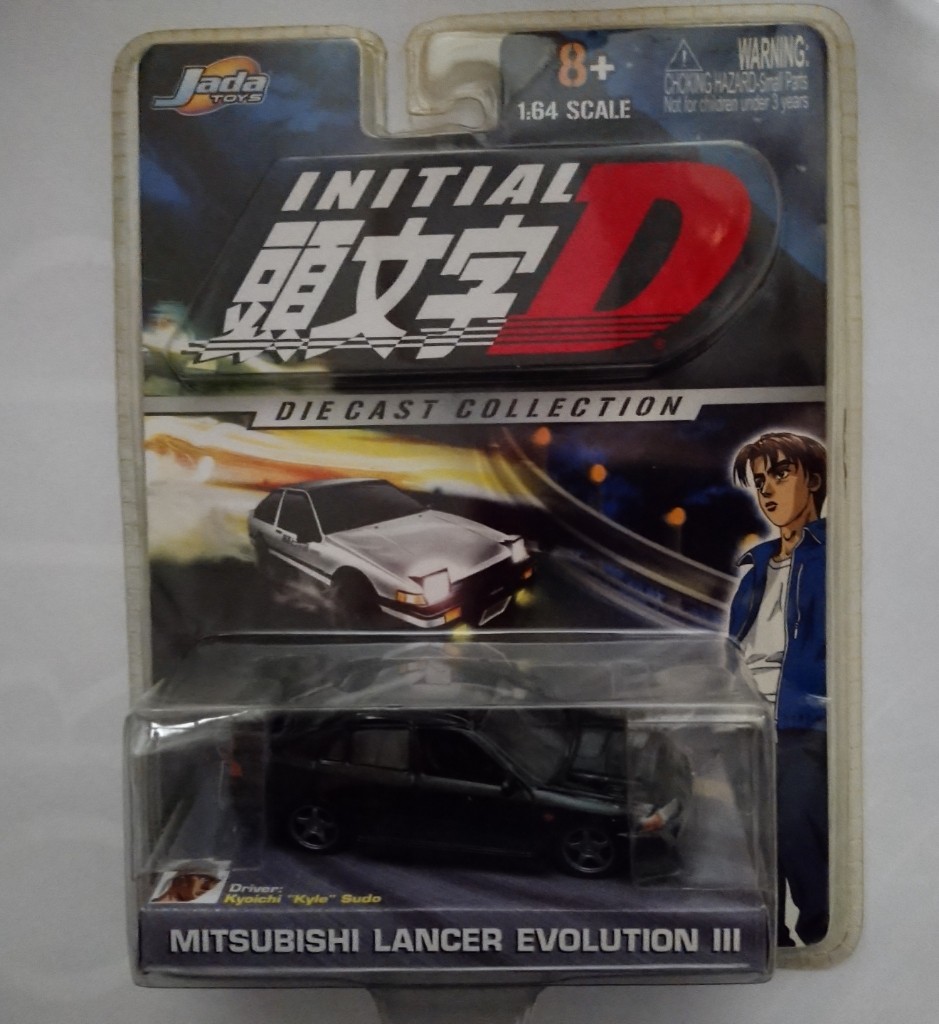 Jada
TOYS
8+
1:64 SCALE
WARNING:
CHOKING HAZARD-Small Parts
Not for children under 3 years
INITIAL D
頭文字
DIE CAST COLLECTION
Driver:
Kyoichi "Kyle" Sudo
MITSUBISHI LANCER EVOLUTION III